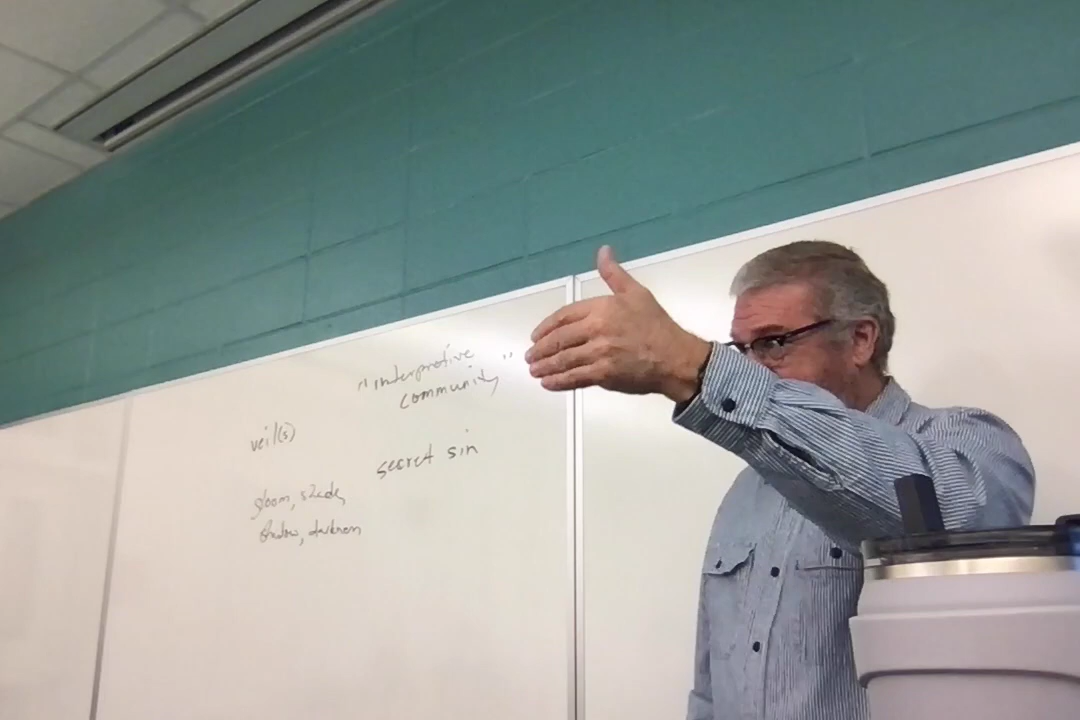 "interpretive
community"
veil(s)
secret sin
gloom, shade,
shadow, darkness